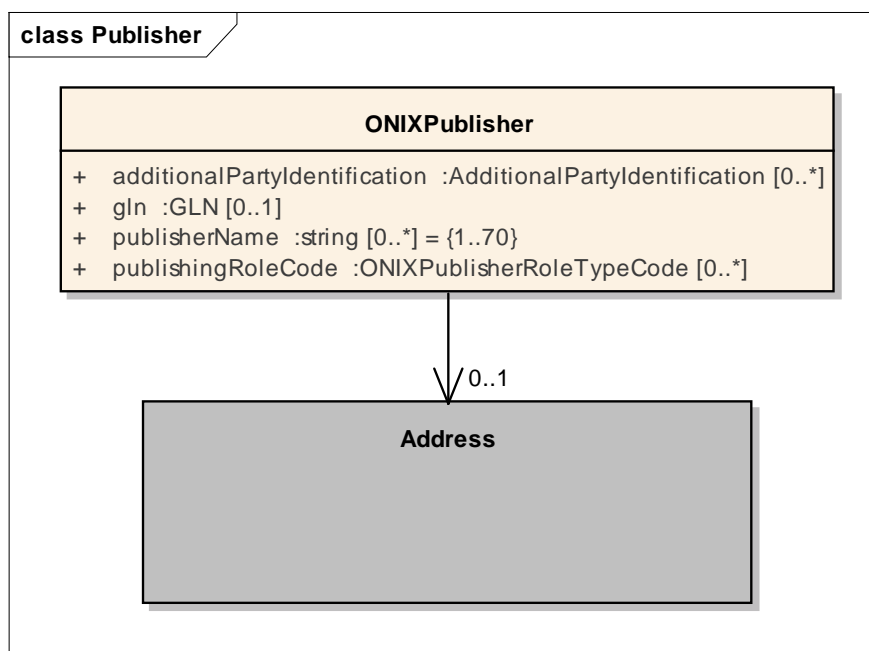 class Publisher
ONIXPublisher
+ additionalPartyIdentification :AdditionalPartyIdentification [0..*]
+ gln :GLN [0..1]
+ publisherName :string [0..*] = {1..70}
+ publishingRoleCode :ONIXPublisherRoleTypeCode [0..*]
0..1
Address